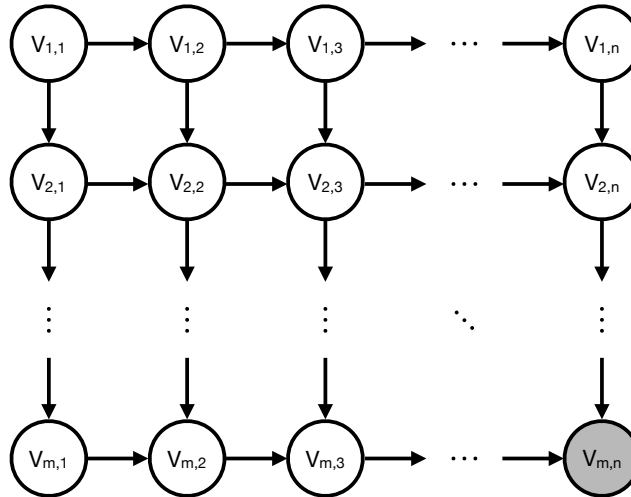 V1,1 V1,2 V1,3 ··· V1,n
V2,1 V2,2 V2,3 ··· V2,n
⋮ ⋮ ⋮ ⋱ ⋮
Vm,1 Vm,2 Vm,3 ··· Vm,n